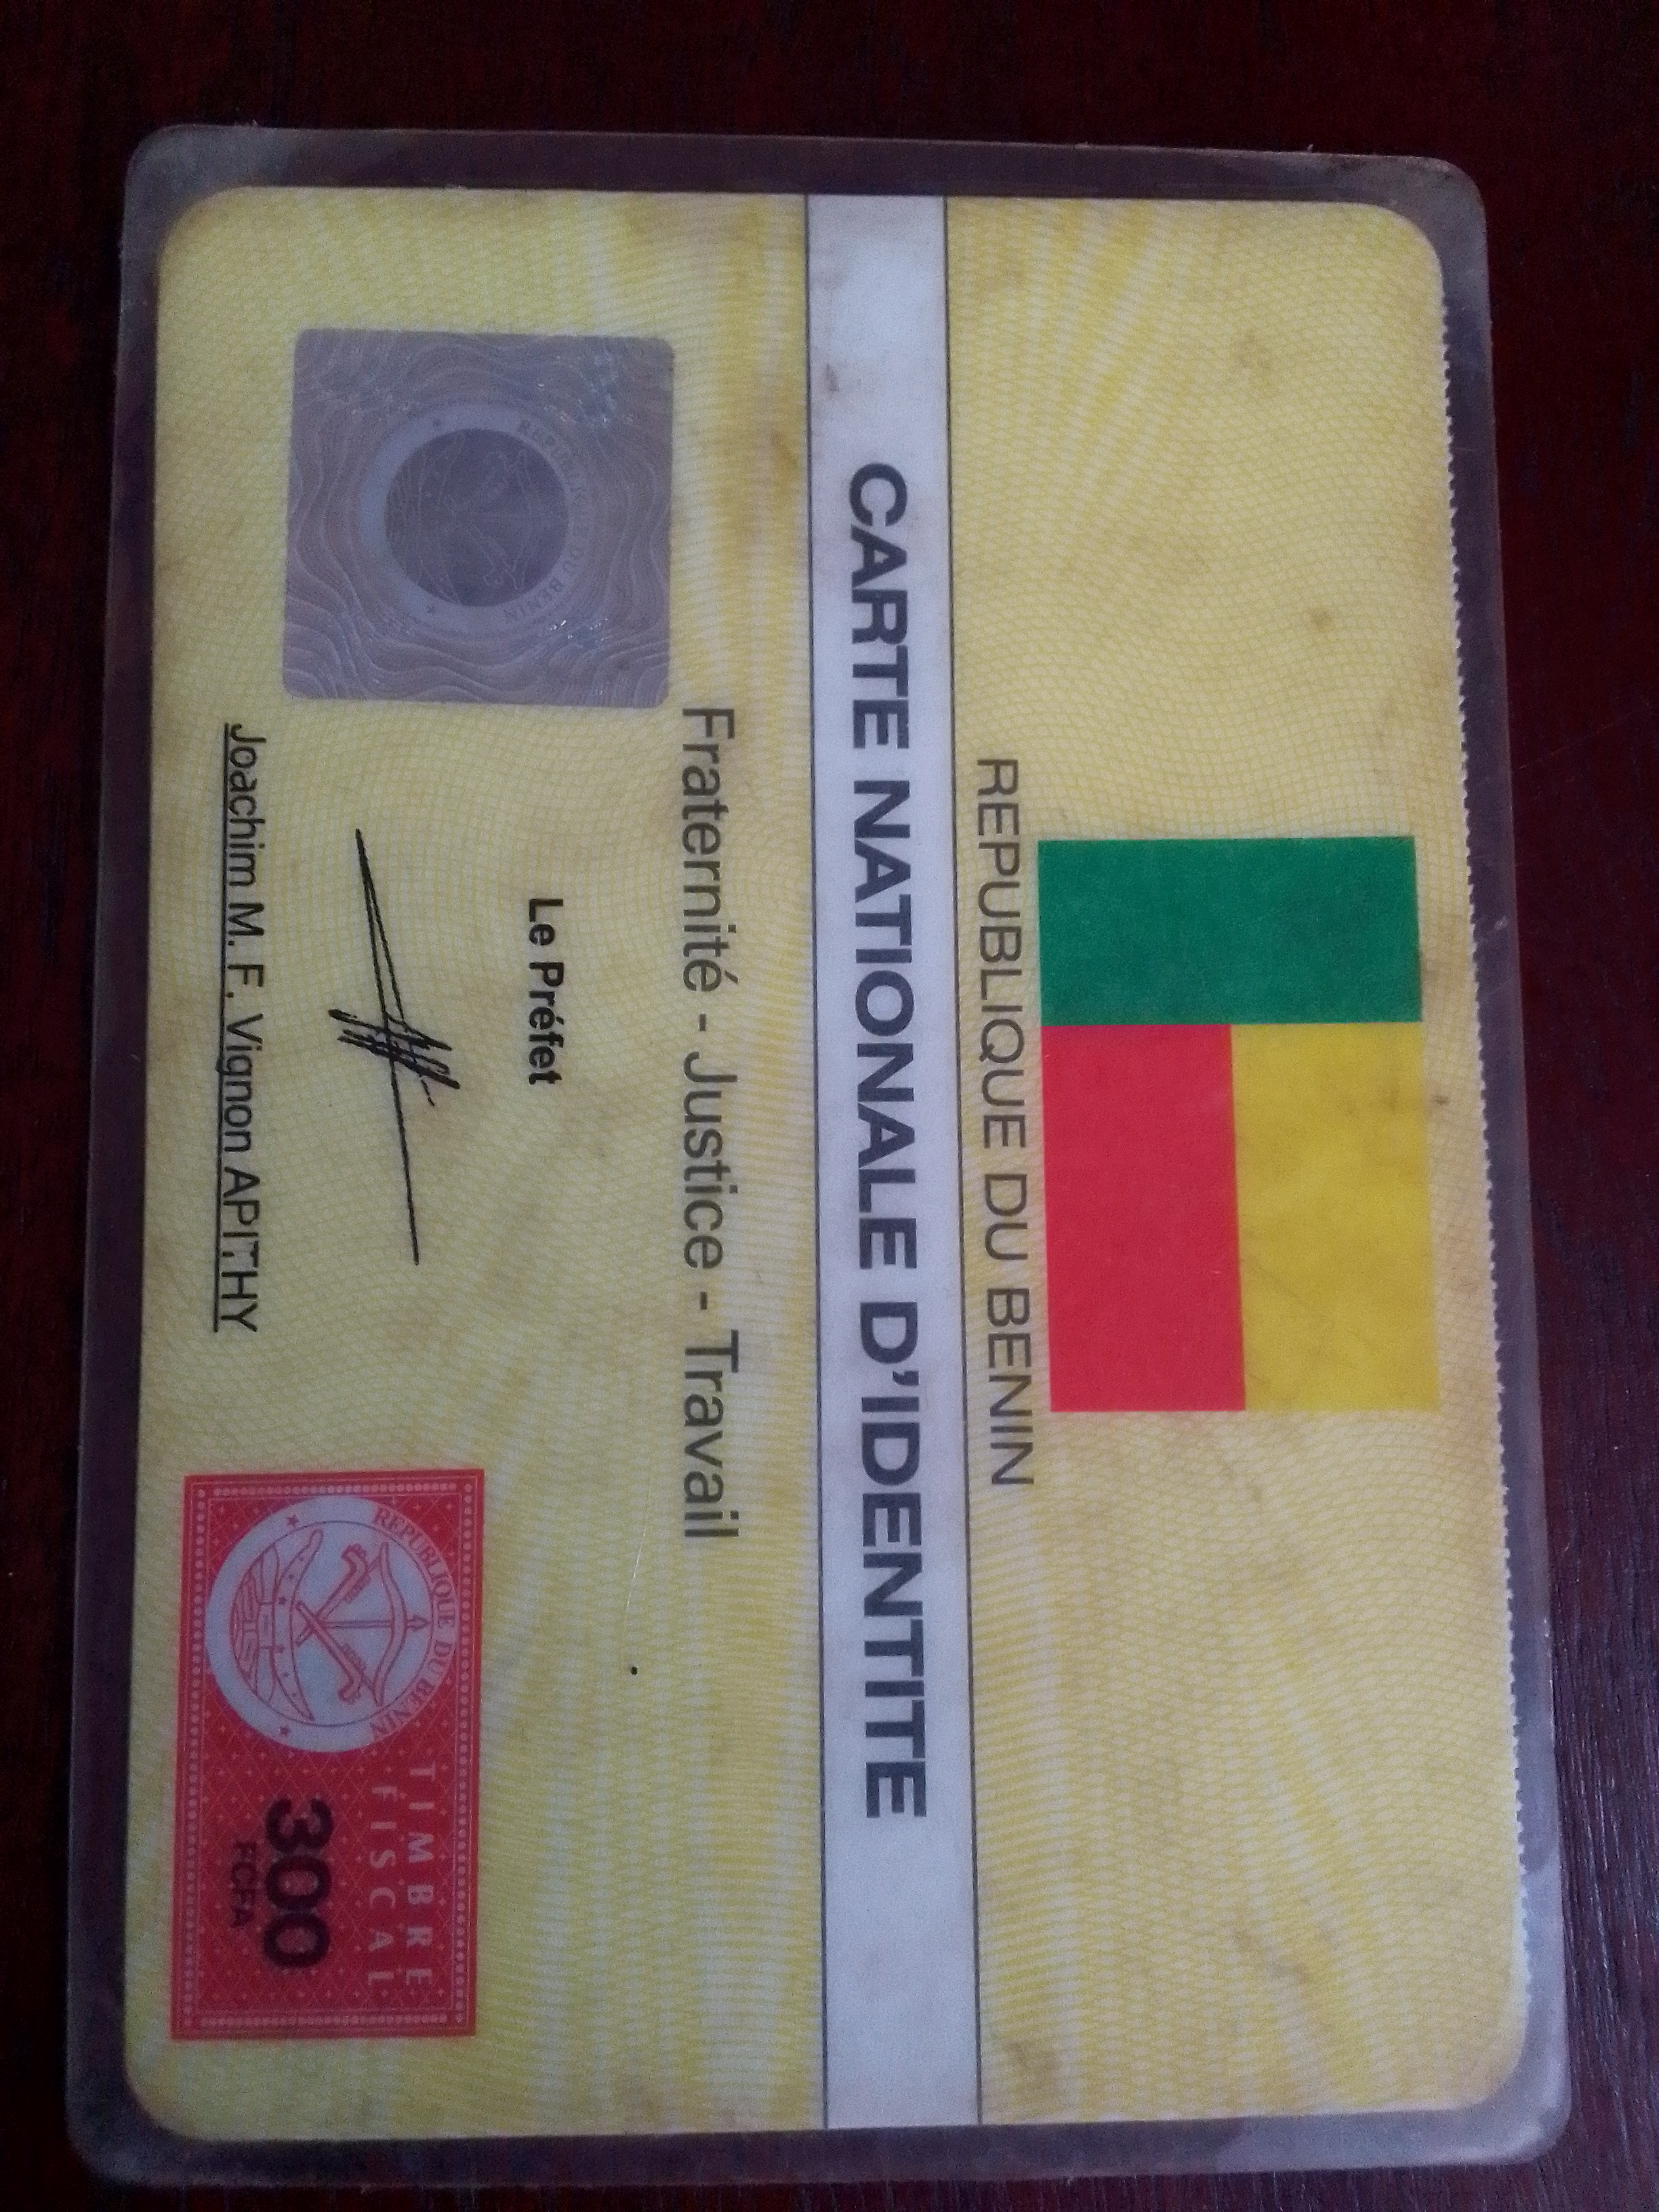 REPUBLIQUE DU BENIN
CARTE NATIONALE D'IDENTITE
Fraternité - Justice - Travail
Le Préfet
REPUBLIQUE DU BENIN
Joachim M. F. Vignon APITHY
REPUBLIQUE DU BENIN
TIMBRE
FISCAL
300
FCFA